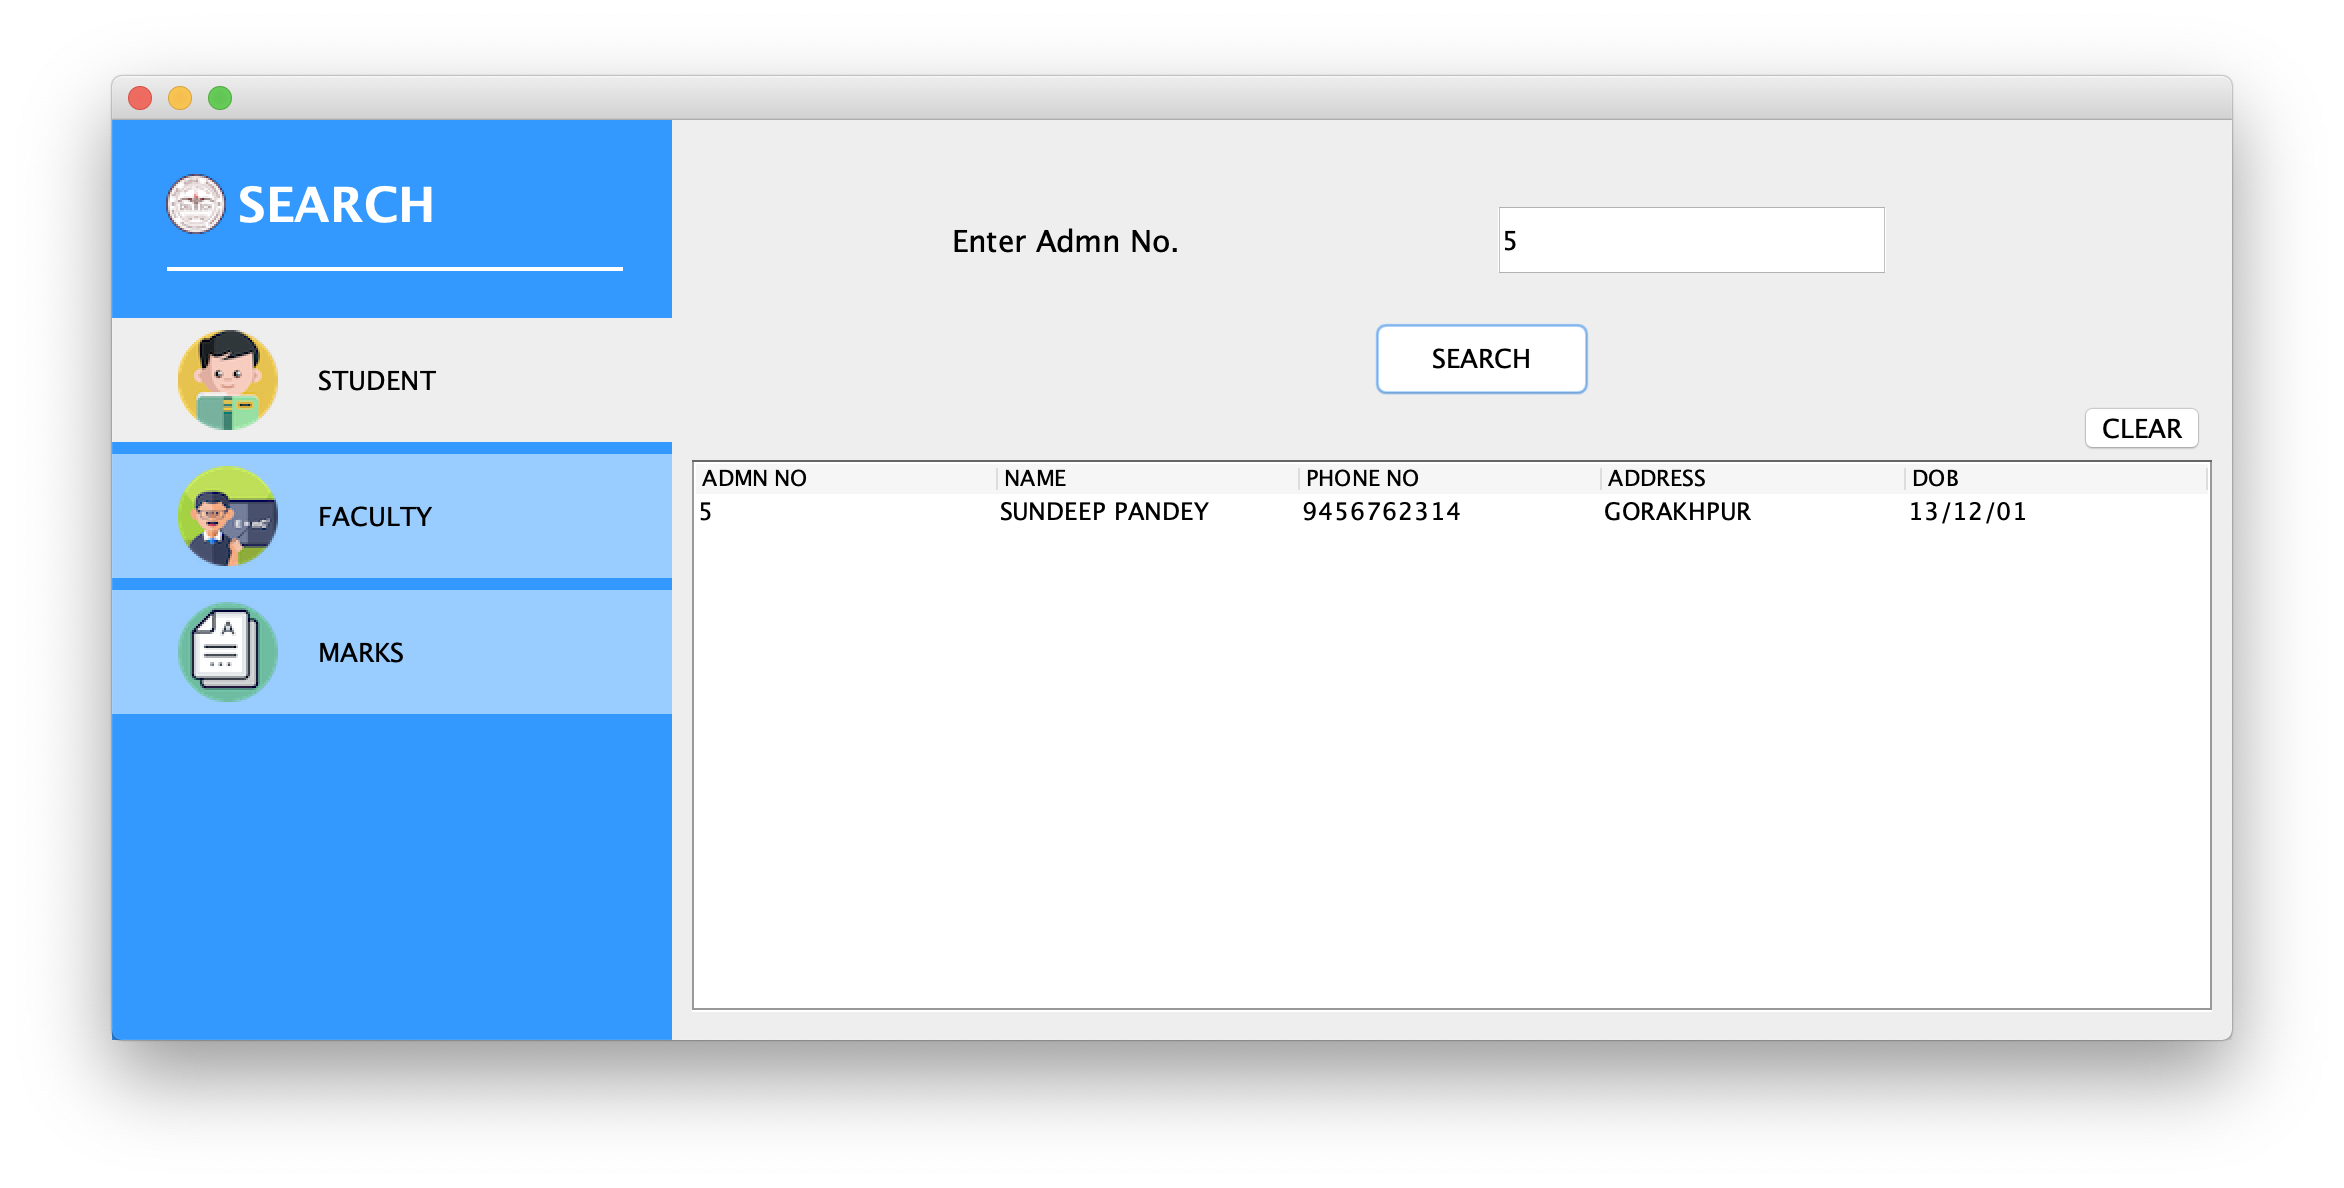 SEARCH
STUDENT
FACULTY
MARKS
Enter Admn No.
5
SEARCH
CLEAR
ADMN NO NAME PHONE NO ADDRESS DOB
5 SUNDEEP PANDEY 9456762314 GORAKHPUR 13/12/01